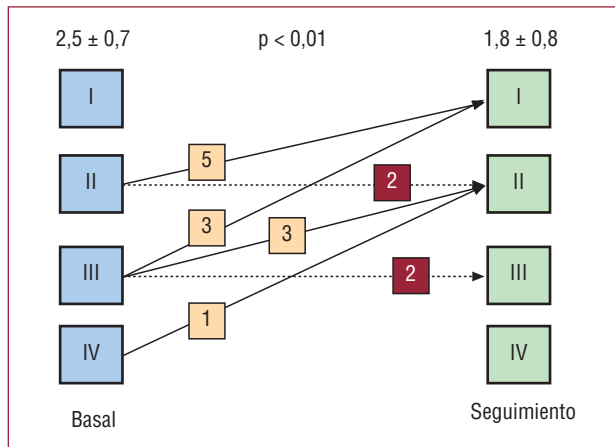 2,5 ± 0,7 p < 0,01 1,8 ± 0,8
I I
5
II 2 II
3 3
III 2 III
1
IV IV
Basal Seguimiento